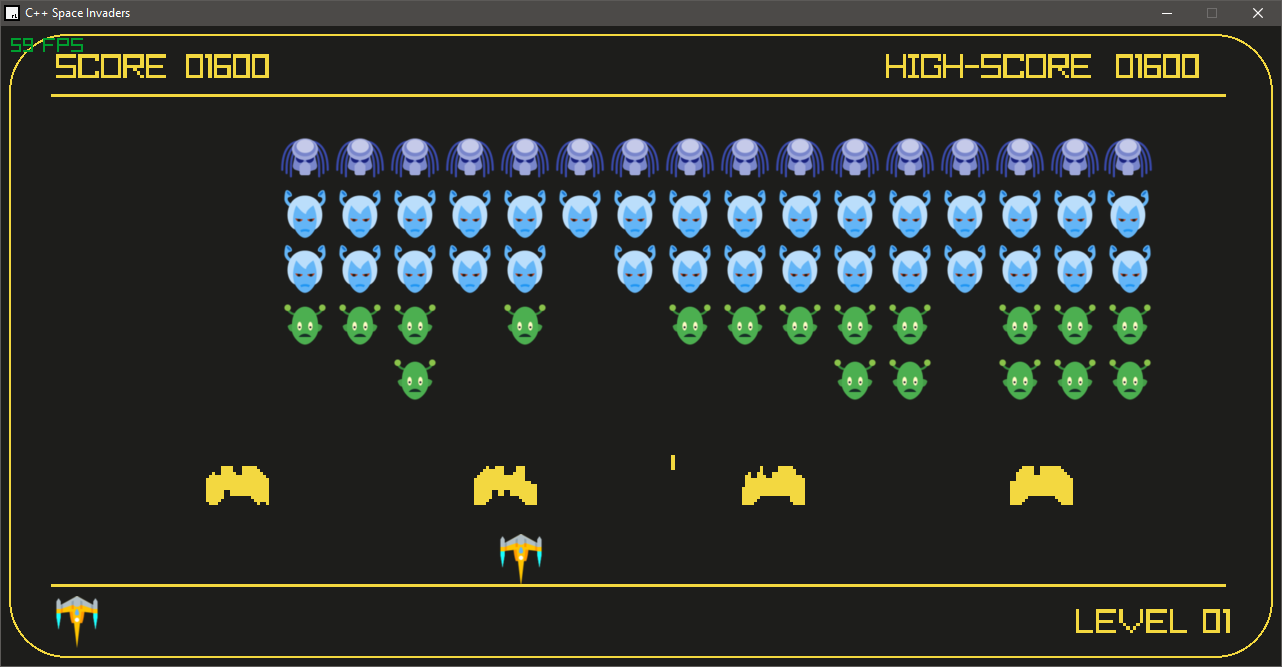 C++ Space Invaders
59 FPS
SCORE 01600
HIGH-SCORE 01600
LEVEL 01